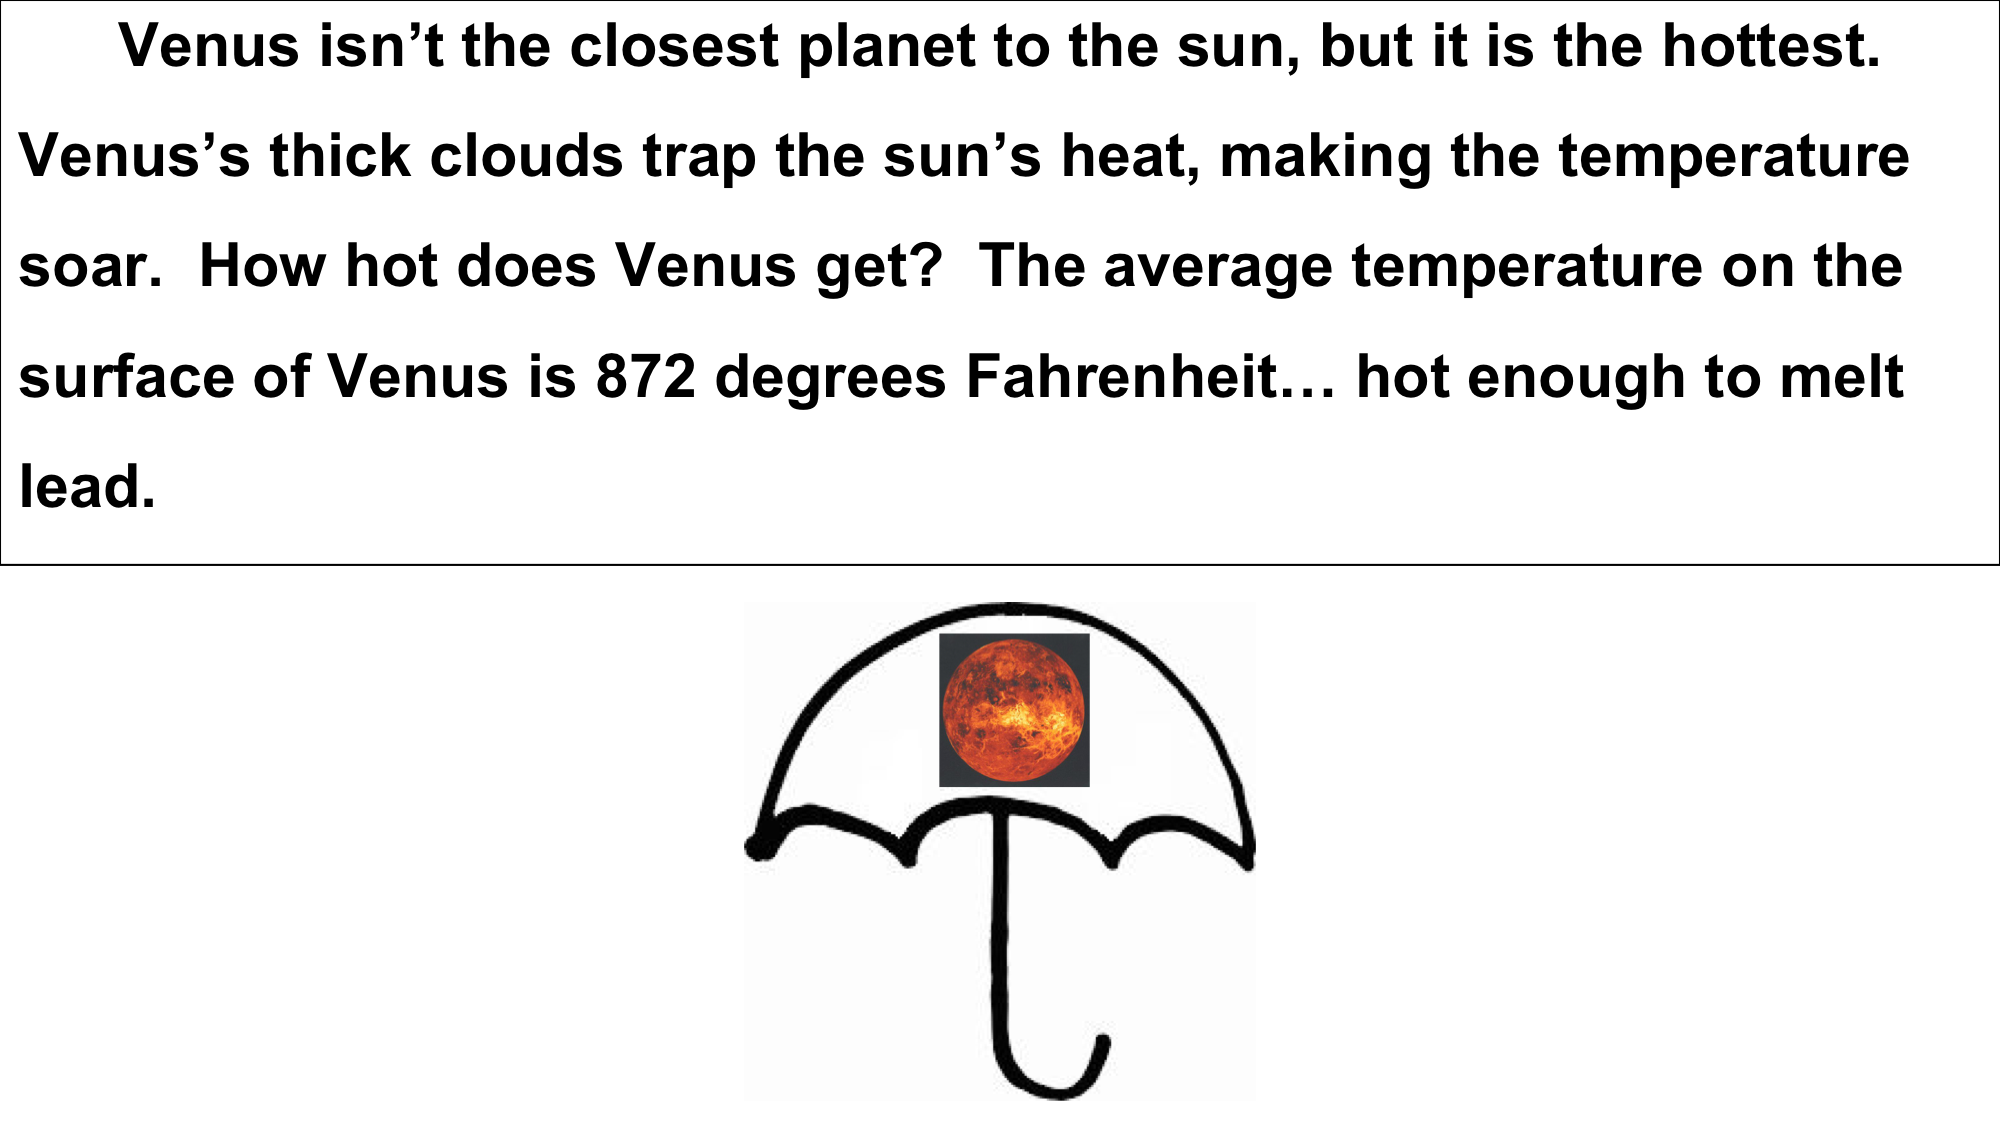 Venus isn’t the closest planet to the sun, but it is the hottest.
Venus’s thick clouds trap the sun’s heat, making the temperature
soar.  How hot does Venus get?  The average temperature on the
surface of Venus is 872 degrees Fahrenheit… hot enough to melt
lead.